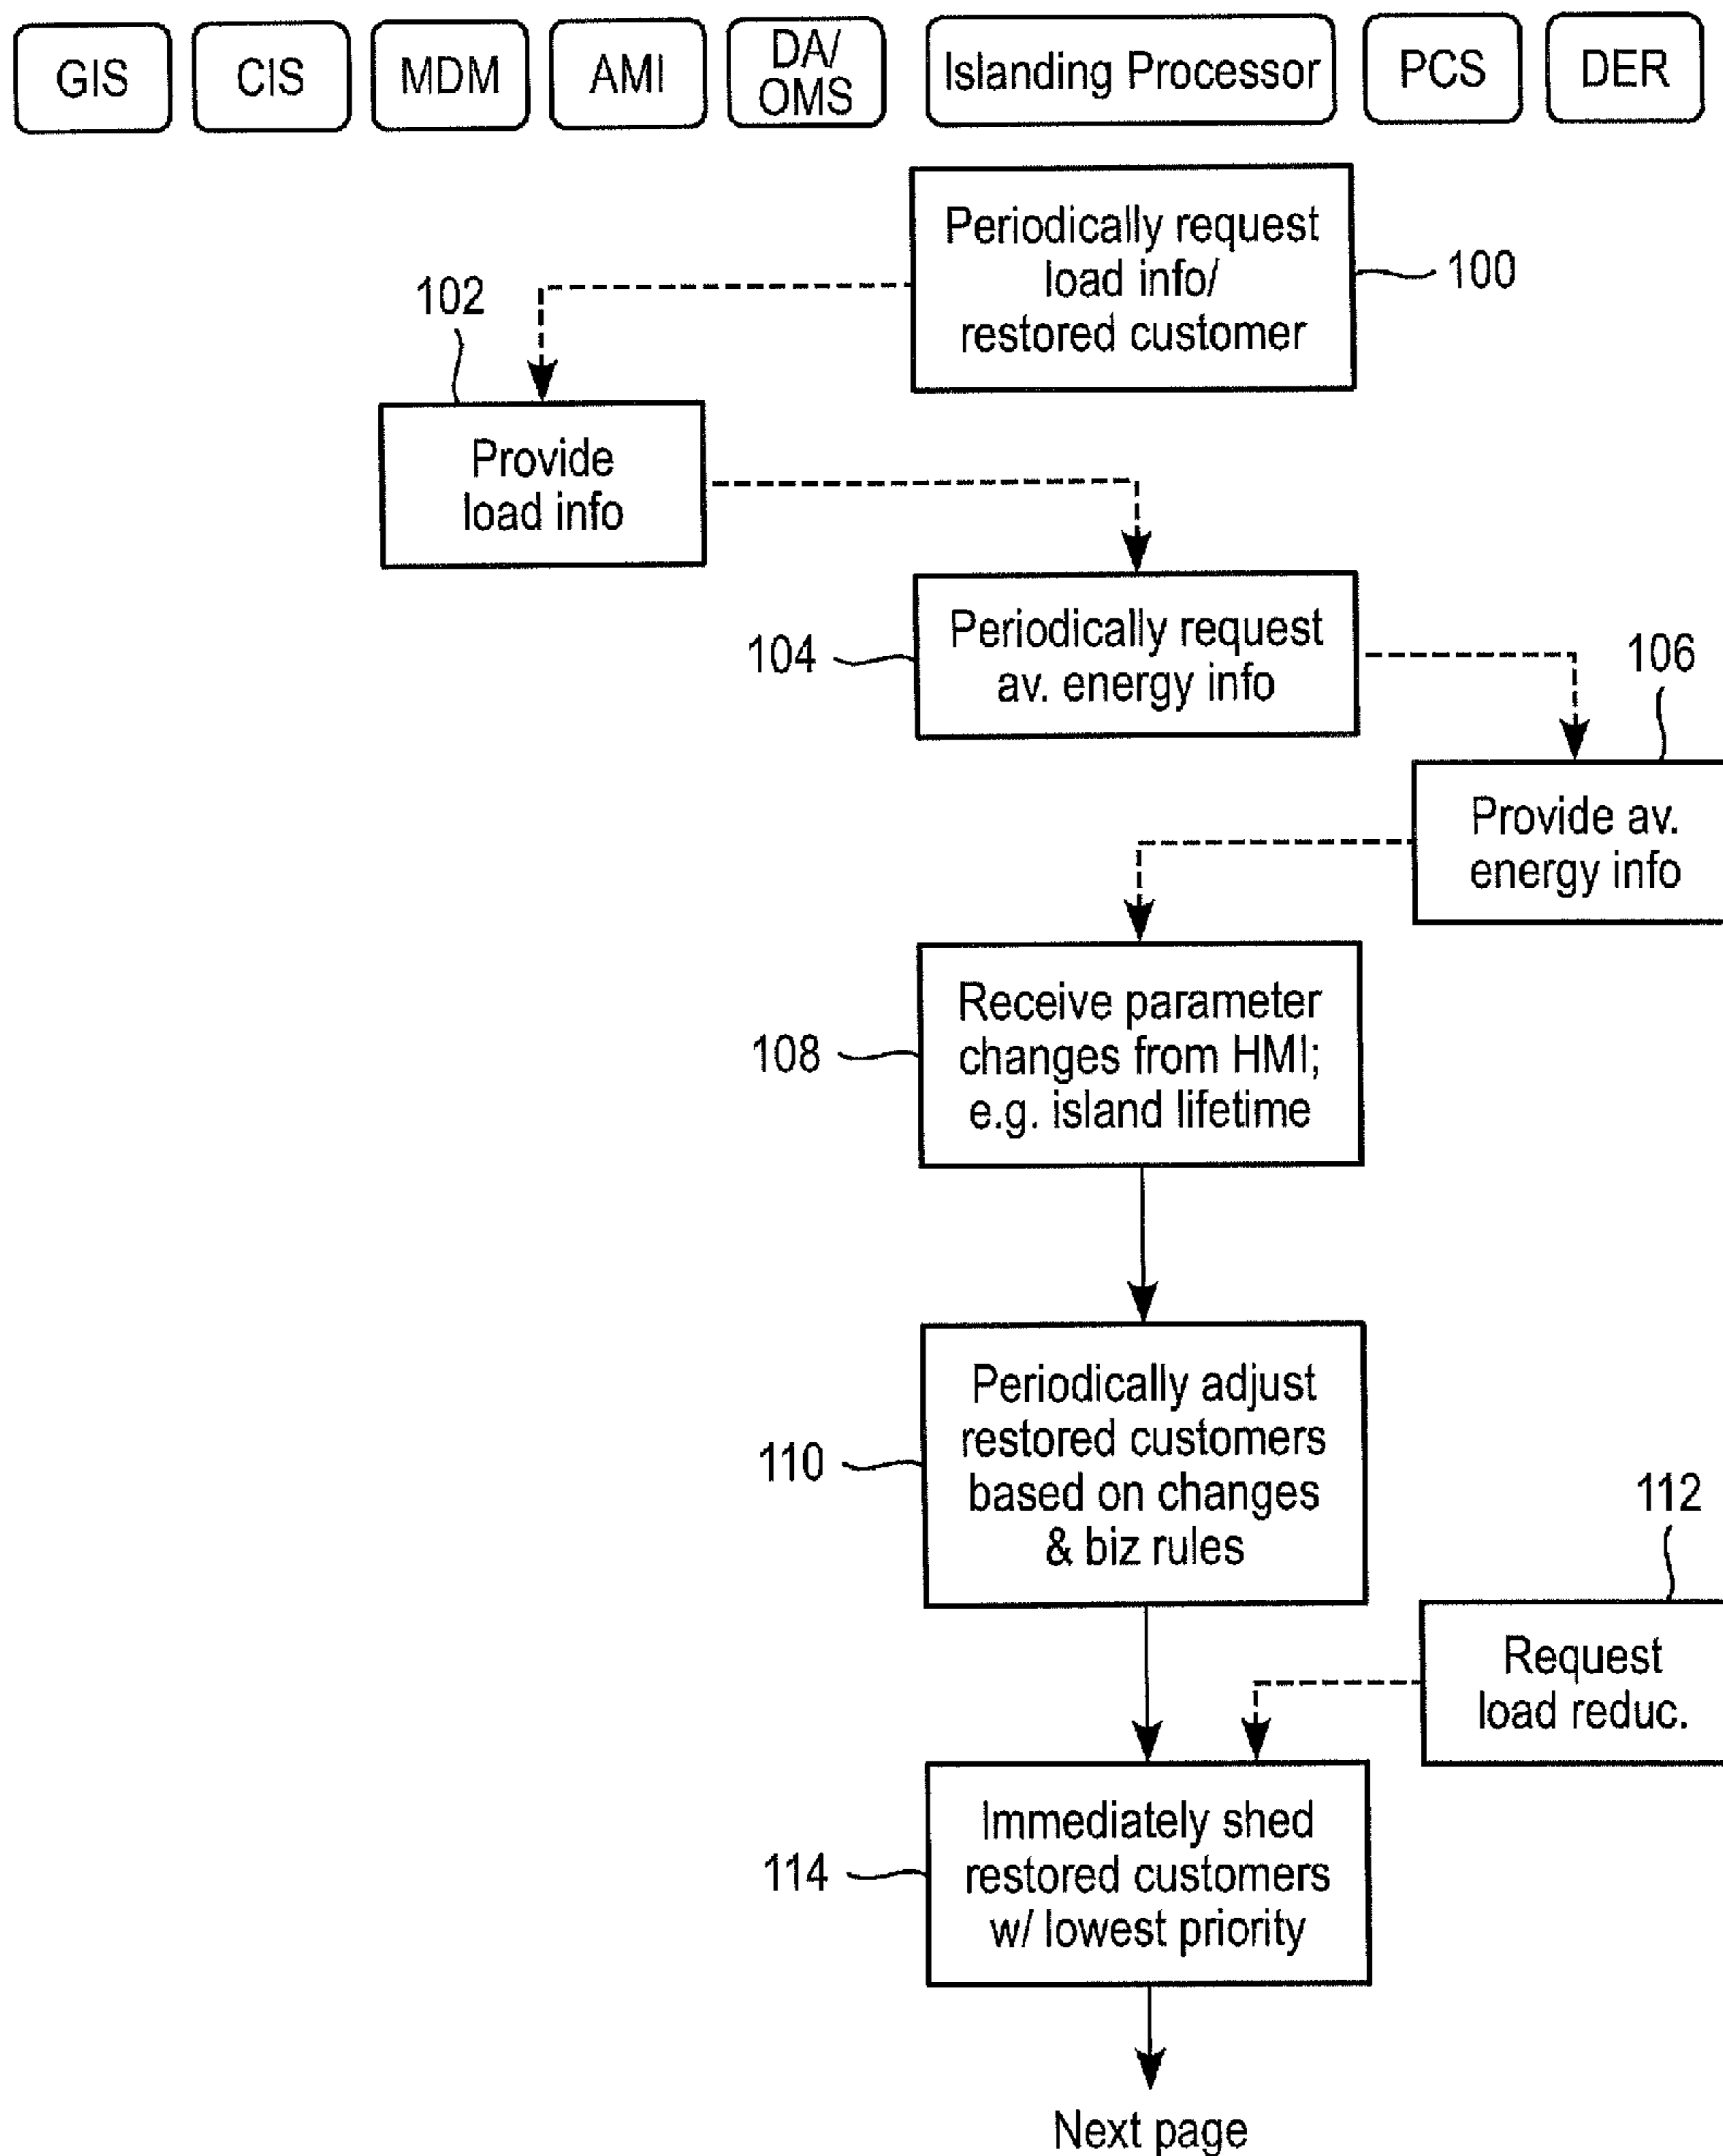 GIS
CIS
MDM
AMI
DA/
OMS
Islanding Processor
PCS
DER
Periodically request
load info/
restored customer
100
102
Provide
load info
Periodically request
av. energy info
104
106
Provide av.
energy info
Receive parameter
changes from HMI;
e.g. island lifetime
108
Periodically adjust
restored customers
based on changes
& biz rules
110
112
Request
load reduc.
Immediately shed
restored customers
w/ lowest priority
114
Next page